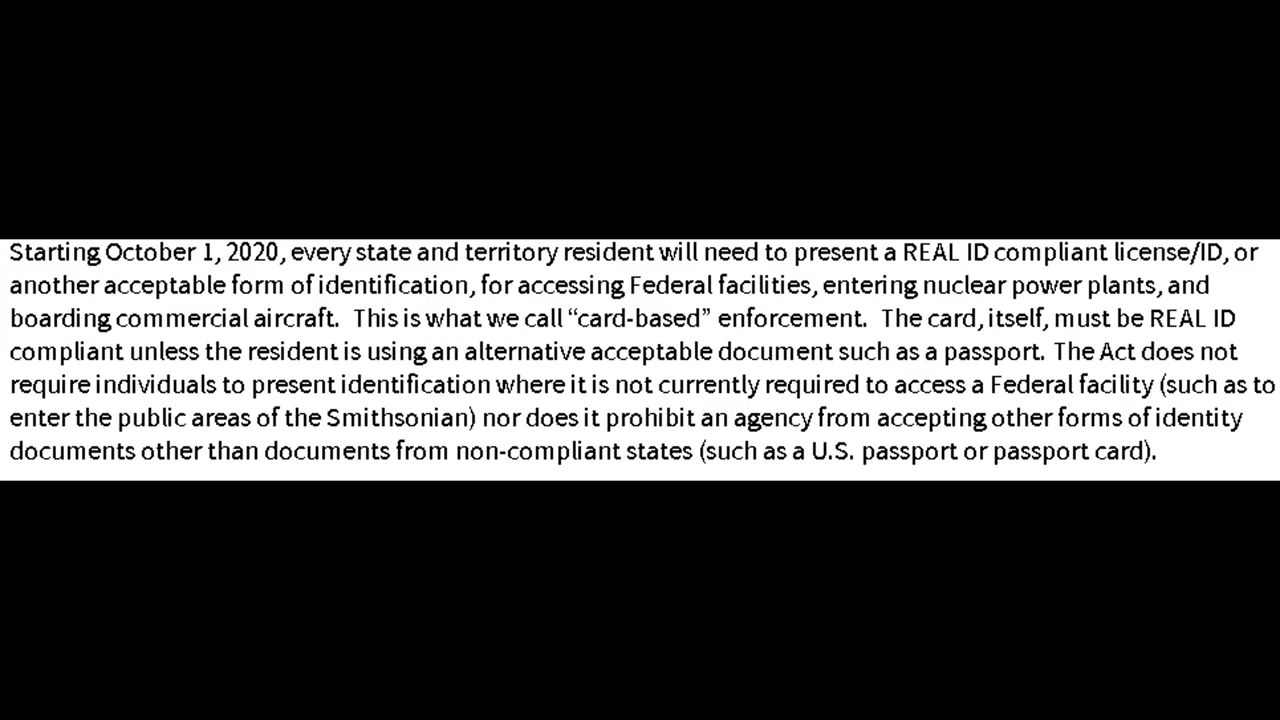 Starting October 1, 2020, every state and territory resident will need to present a REAL ID compliant license/ID, or
another acceptable form of identification, for accessing Federal facilities, entering nuclear power plants, and
boarding commercial aircraft.  This is what we call “card-based” enforcement.  The card, itself, must be REAL ID
compliant unless the resident is using an alternative acceptable document such as a passport. The Act does not
require individuals to present identification where it is not currently required to access a Federal facility (such as to
enter the public areas of the Smithsonian) nor does it prohibit an agency from accepting other forms of identity
documents other than documents from non-compliant states (such as a U.S. passport or passport card).